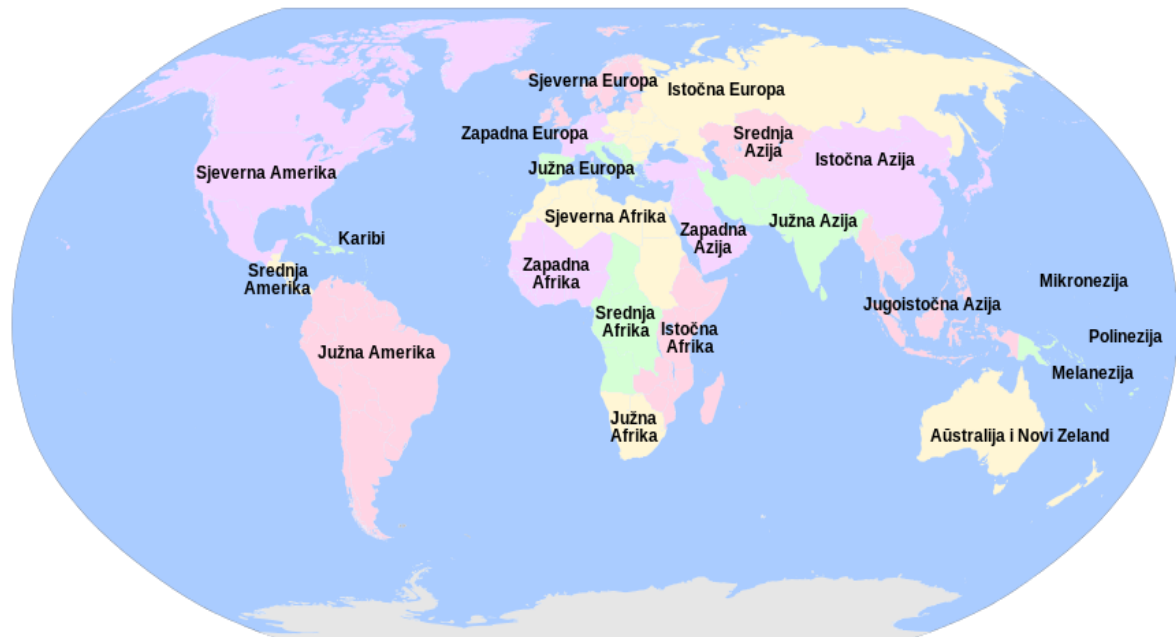 Sjeverna Europa
Istočna Europa
Zapadna Europa
Srednja
Azija
Istočna Azija
Južna Europa
Sjeverna Amerika
Sjeverna Afrika
Južna Azija
Zapadna
Azija
Karibi
Zapadna
Afrika
Srednja
Amerika
Mikronezija
Jugoistočna Azija
Srednja
Afrika
Istočna
Afrika
Polinezija
Južna Amerika
Melanezija
Južna
Afrika
Aūstralija i Novi Zeland